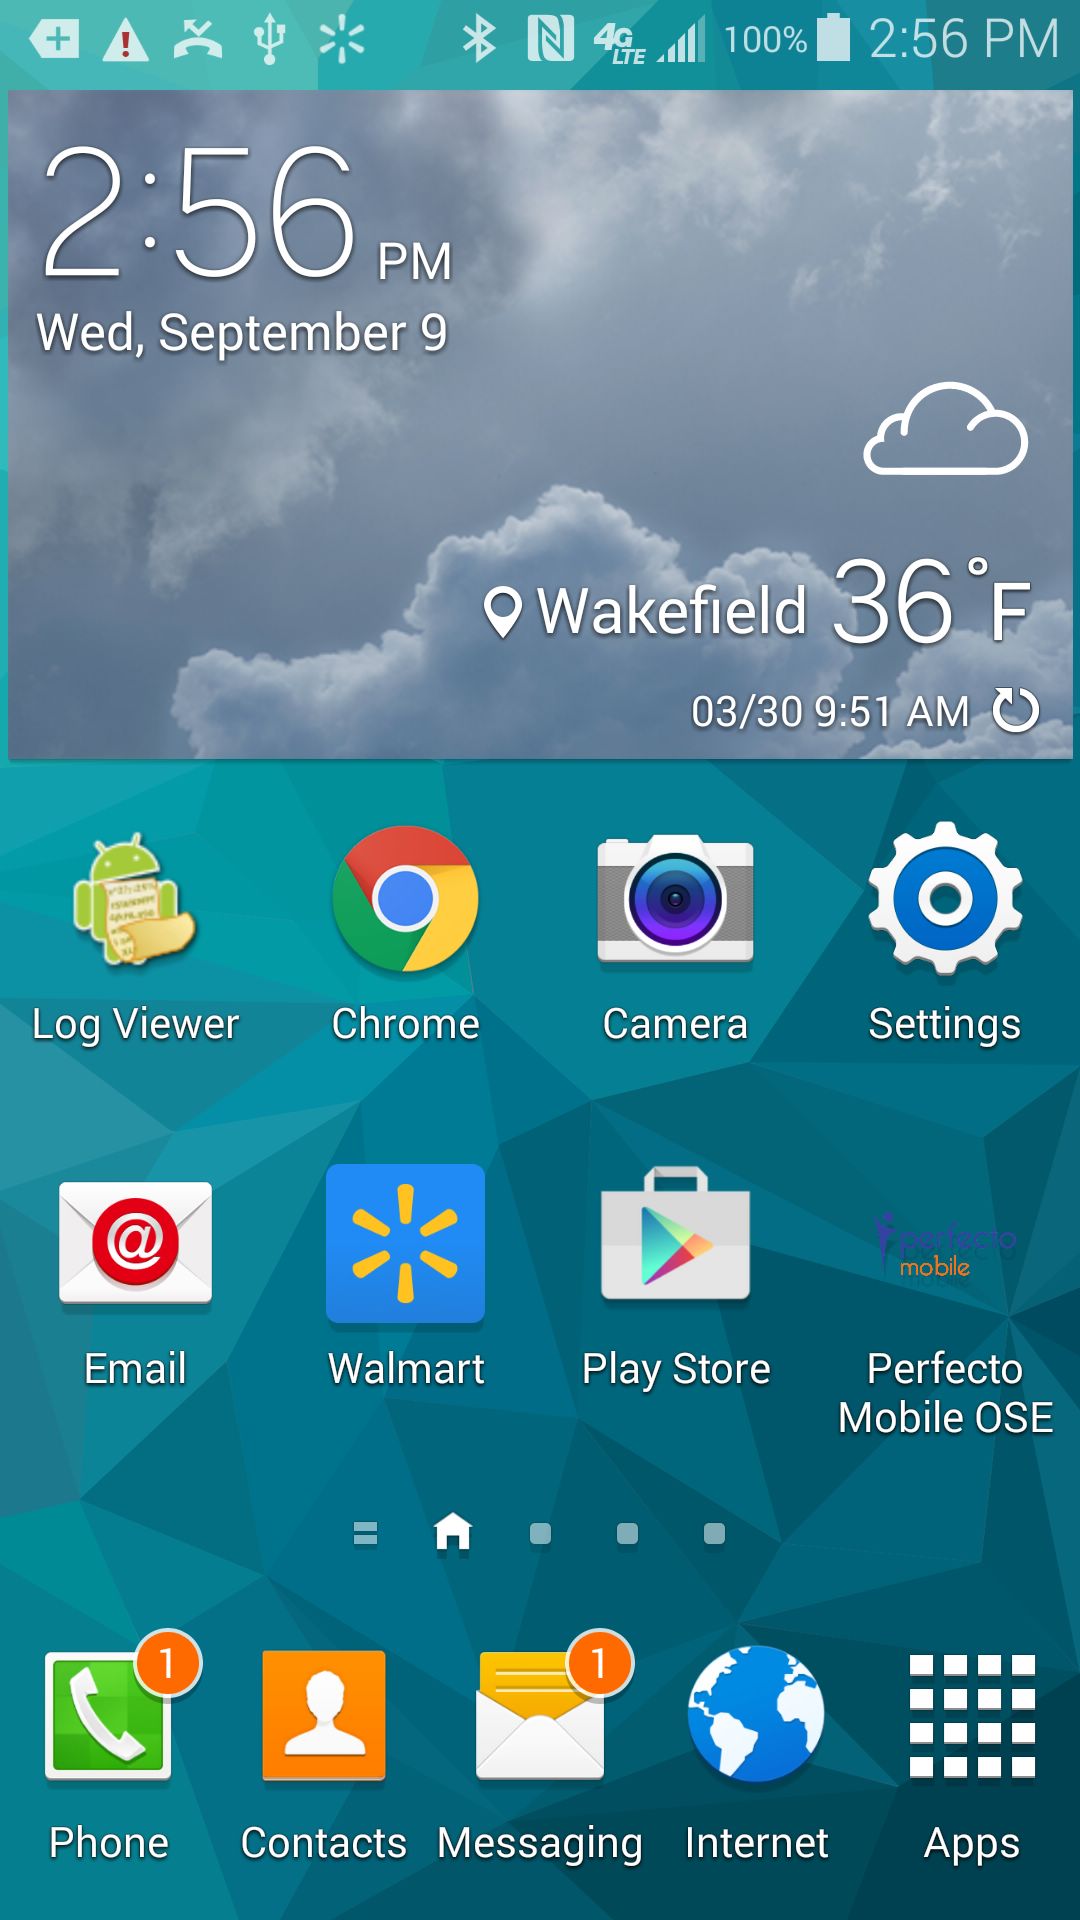 4G LTE 100% 2:56 PM
2:56 PM
Wed, September 9
Wakefield 36°F
03/30 9:51 AM
Log Viewer Chrome Camera Settings
perfecto
mobile
Email Walmart Play Store Perfecto
Mobile OSE
1 1
Phone Contacts Messaging Internet Apps